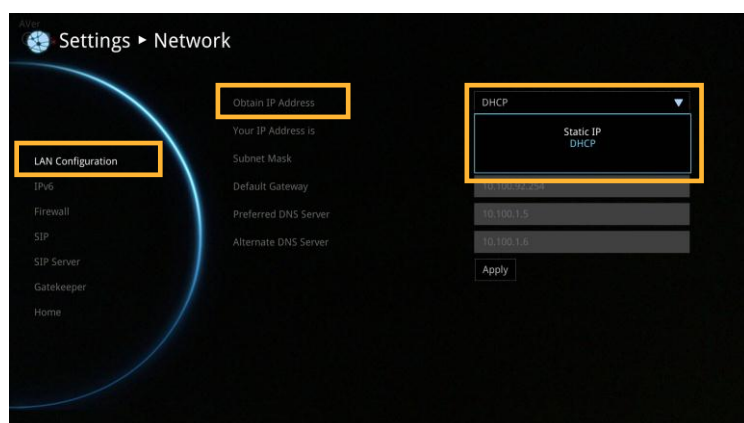 AVer
Settings ▸ Network
Obtain IP Address
DHCP
Your IP Address is
Static IP
DHCP
LAN Configuration
Subnet Mask
IPv6
Default Gateway
10.100.92.254
Firewall
Preferred DNS Server
10.100.1.5
SIP
Alternate DNS Server
10.100.1.6
SIP Server
Apply
Gatekeeper
Home